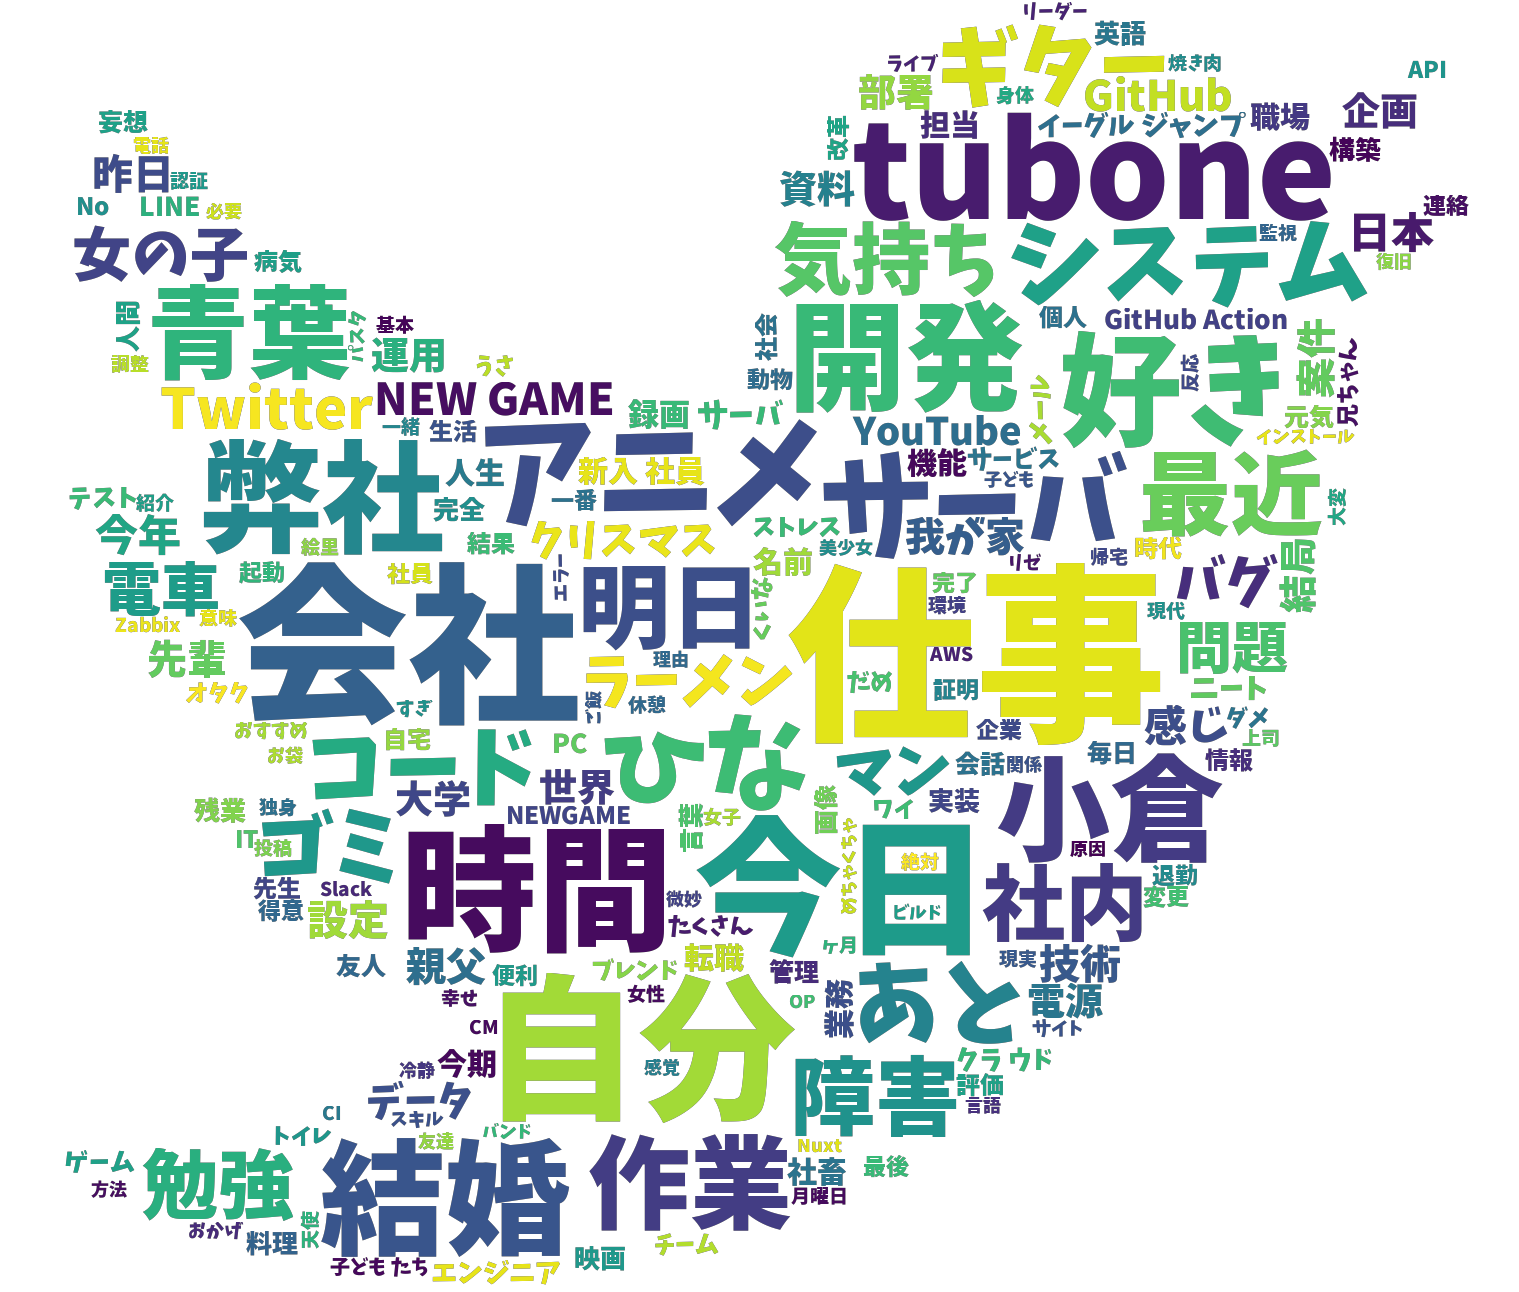 リーダー
ギター
英語
ライブ
焼き肉
API
部署
身体
GitHub
企画
妄想
担当
イーグル ジャンプ
職場
電話
改革
tubone
構築
昨日
認証
資料
No
LINE
必要
連絡
日本
女の子
病気
気持ち
システム
監視
復旧
青葉
人間
パスタ
基本
調整
運用
社会
開発
個人
GitHub Action
案件
兄ちゃん
うさ
動物
好き
反応
Twitter
NEW GAME
録画
サーバ
メール
元気
一緒
生活
アニメ
YouTube
インストール
弊社
人生
新入 社員
サーバ
機能
サービス
子ども
最近
テスト
紹介
完全
一番
大変
今年
絵里
結果
クリスマス
ストレス
美少女
我が家
帰宅
時代
電車
起動
社員
エラー
名前
リゼ
バグ
結局
Zabbix
意味
会社
明日
くいな
仕事
完了
環境
現代
先輩
ラーメン
理由
AWS
問題
オタク
すぎ
ご飯
休憩
だめ
証明
ニート
おすすめ
お袋
自宅
PC
ひな
企業
感じ
ダメ
上司
コード
大学
世界
マン
会話
関係
毎日
情報
残業
独身
NEWGAME
言葉
女子
画像
ワイ
実装
小倉
IT
投稿
ゴミ
時間
今日
めちゃくちゃ
絶対
原因
先生
Slack
微妙
ビルド
社内
退勤
変更
得意
設定
たくさん
ヶ月
友人
親父
便利
ブレンド
転職
管理
現実
技術
幸せ
自分
女性
OP
業務
あと
電源
CM
サイト
冷静
今期
感覚
障害
クラウド
評価
言語
データ
スキル
CI
トイレ
友達
バンド
Nuxt
ゲーム
勉強
結婚
作業
社畜
最後
方法
月曜日
おかげ
料理
天使
チーム
子ども たち
エンジニア
映画